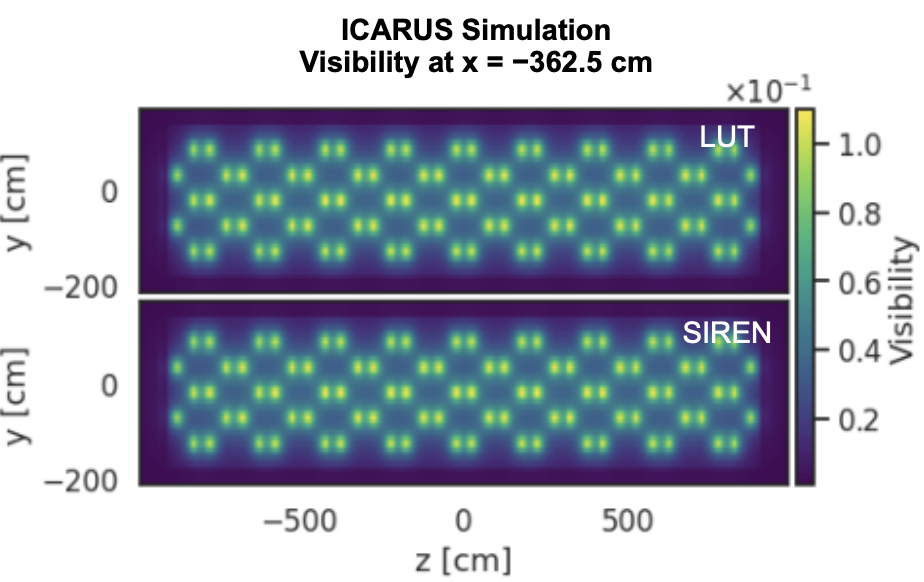 ICARUS Simulation
Visibility at x = −362.5 cm
×10−1
LUT
y [cm]
0
−200
SIREN
y [cm]
0
−200
−500 0 500
z [cm]
1.0
0.8
0.6
0.4
0.2
Visibility